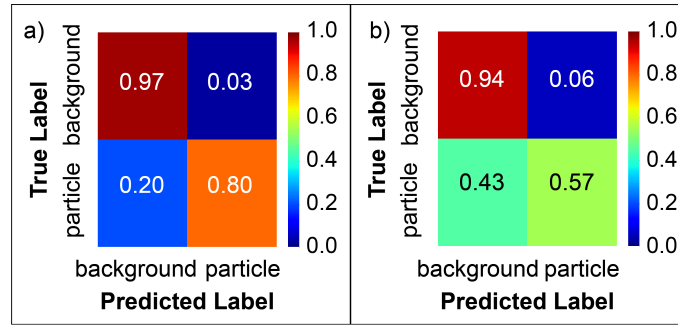 a)
True Label
background
particle
0.97 0.03
0.20 0.80
1.0
0.8
0.6
0.4
0.2
0.0
background particle
Predicted Label
b)
True Label
background
particle
0.94 0.06
0.43 0.57
1.0
0.8
0.6
0.4
0.2
0.0
background particle
Predicted Label